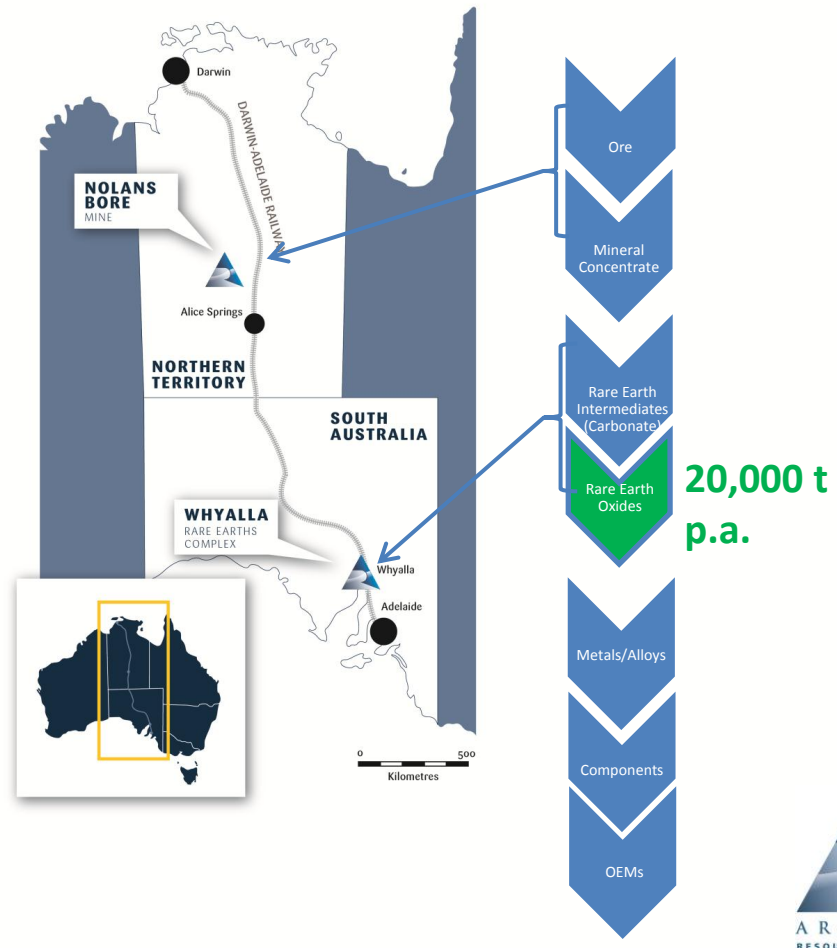 Darwin
DARWIN-ADELAIDE RAILWAY
NOLANS
BORE
MINE
Alice Springs
NORTHERN
TERRITORY
SOUTH
AUSTRALIA
WHYALLA
RARE EARTHS
COMPLEX
Whyalla
Adelaide
0 500
Kilometres
Ore
Mineral
Concentrate
Rare Earth
Intermediates
(Carbonate)
Rare Earth
Oxides
20,000 t
p.a.
Metals/Alloys
Components
OEMs